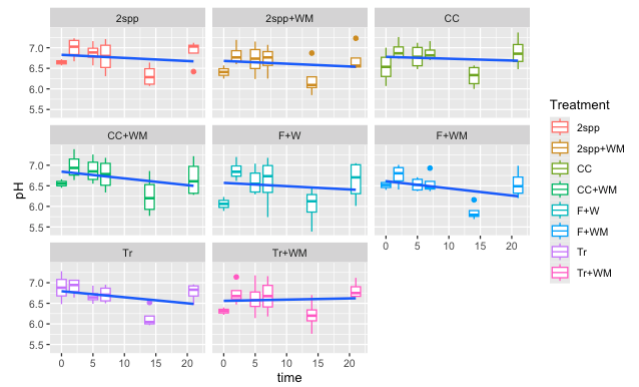 2spp 2spp+WM CC
7.0
6.5
6.0
5.5
CC+WM F+W F+WM
7.0
6.5
6.0
5.5
Tr Tr+WM
7.0
6.5
6.0
5.5
0 5 10 15 20 0 5 10 15 20 0 5 10 15 20
time
pH
Treatment
2spp
2spp+WM
CC
CC+WM
F+W
F+WM
Tr
Tr+WM